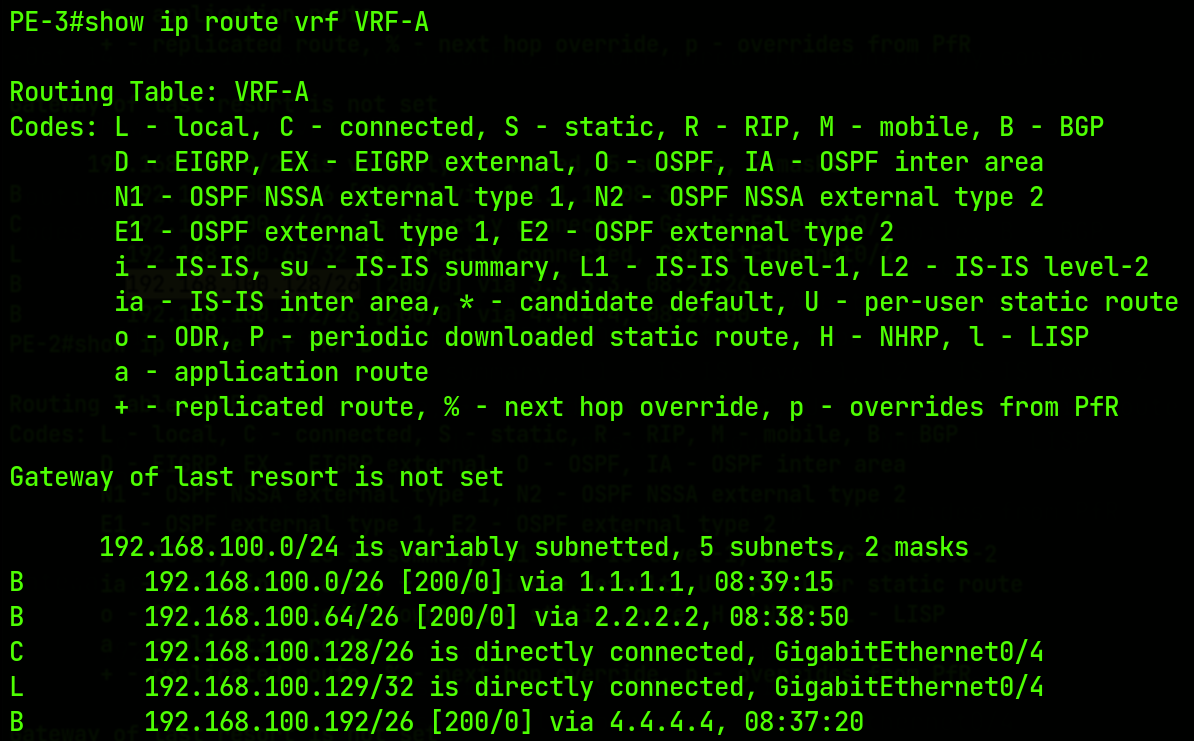 PE-3#show ip route vrf VRF-A
Routing Table: VRF-A
Codes: L - local, C - connected, S - static, R - RIP, M - mobile, B - BGP
D - EIGRP, EX - EIGRP external, O - OSPF, IA - OSPF inter area
N1 - OSPF NSSA external type 1, N2 - OSPF NSSA external type 2
E1 - OSPF external type 1, E2 - OSPF external type 2
i - IS-IS, su - IS-IS summary, L1 - IS-IS level-1, L2 - IS-IS level-2
ia - IS-IS inter area, * - candidate default, U - per-user static route
o - ODR, P - periodic downloaded static route, H - NHRP, l - LISP
a - application route
+ - replicated route, % - next hop override, p - overrides from PfR
Gateway of last resort is not set
192.168.100.0/24 is variably subnetted, 5 subnets, 2 masks
B 192.168.100.0/26 [200/0] via 1.1.1.1, 08:39:15
B 192.168.100.64/26 [200/0] via 2.2.2.2, 08:38:50
C 192.168.100.128/26 is directly connected, GigabitEthernet0/4
L 192.168.100.129/32 is directly connected, GigabitEthernet0/4
B 192.168.100.192/26 [200/0] via 4.4.4.4, 08:37:20